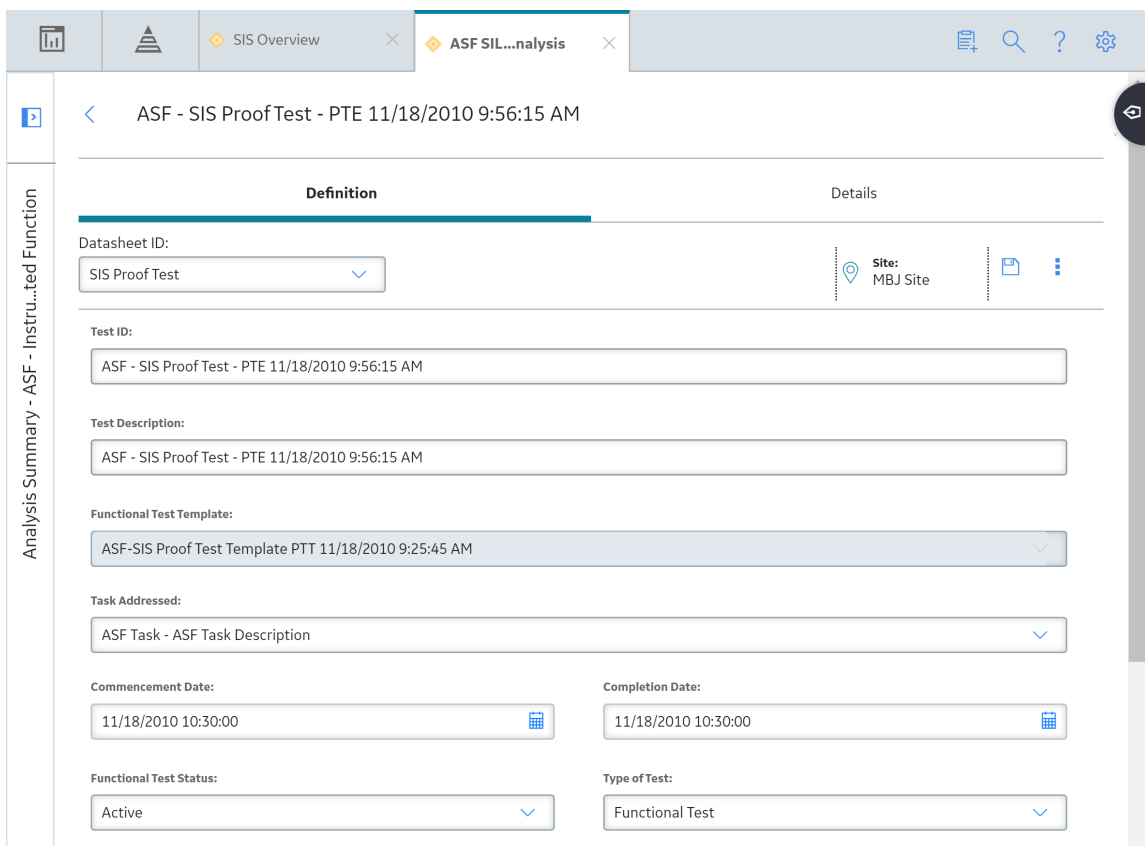 SIS Overview
ASF SIL...nalysis
ASF - SIS Proof Test - PTE 11/18/2010 9:56:15 AM
Analysis Summary - ASF - Instru...ted Function
Definition
Details
Datasheet ID:
SIS Proof Test
Site:
MBJ Site
Test ID:
ASF - SIS Proof Test - PTE 11/18/2010 9:56:15 AM
Test Description:
ASF - SIS Proof Test - PTE 11/18/2010 9:56:15 AM
Functional Test Template:
ASF-SIS Proof Test Template PTT 11/18/2010 9:25:45 AM
Task Addressed:
ASF Task - ASF Task Description
Commencement Date:
Completion Date:
11/18/2010 10:30:00
11/18/2010 10:30:00
Functional Test Status:
Type of Test:
Active
Functional Test